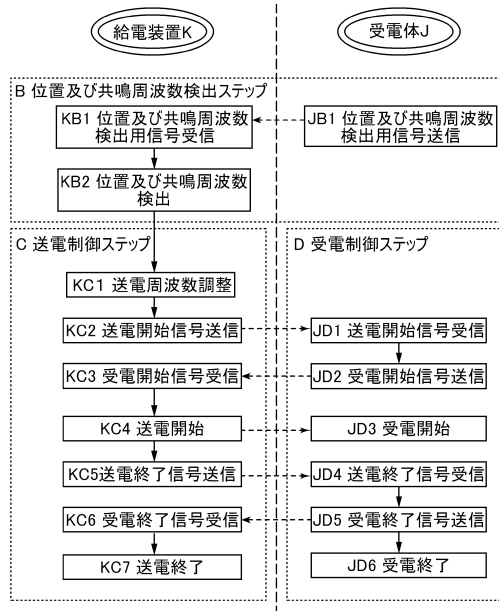 給電装置K
受電体J
B 位置及び共鳴周波数検出ステップ
KB1 位置及び共鳴周波数
検出用信号受信
JB1 位置及び共鳴周波数
検出用信号送信
KB2 位置及び共鳴周波数
検出
C 送電制御ステップ
D 受電制御ステップ
KC1 送電周波数調整
KC2 送電開始信号送信
JD1 送電開始信号受信
KC3 受電開始信号受信
JD2 受電開始信号送信
KC4 送電開始
JD3 受電開始
KC5送電終了信号送信
JD4 送電終了信号受信
KC6 受電終了信号受信
JD5 受電終了信号送信
KC7 送電終了
JD6 受電終了